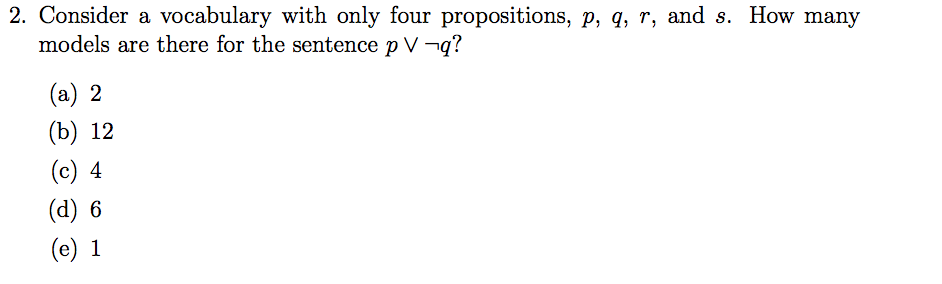 2. Consider a vocabulary with only four propositions, p, q, r, and s. How many
models are there for the sentence p ∨ ¬q?
(a) 2
(b) 12
(c) 4
(d) 6
(e) 1